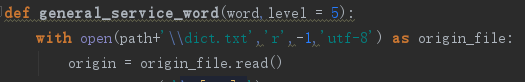 def general_service_word(word,level = 5):
with open(path+'\\dict.txt','r',-1,'utf-8') as origin_file:
origin = origin_file.read()